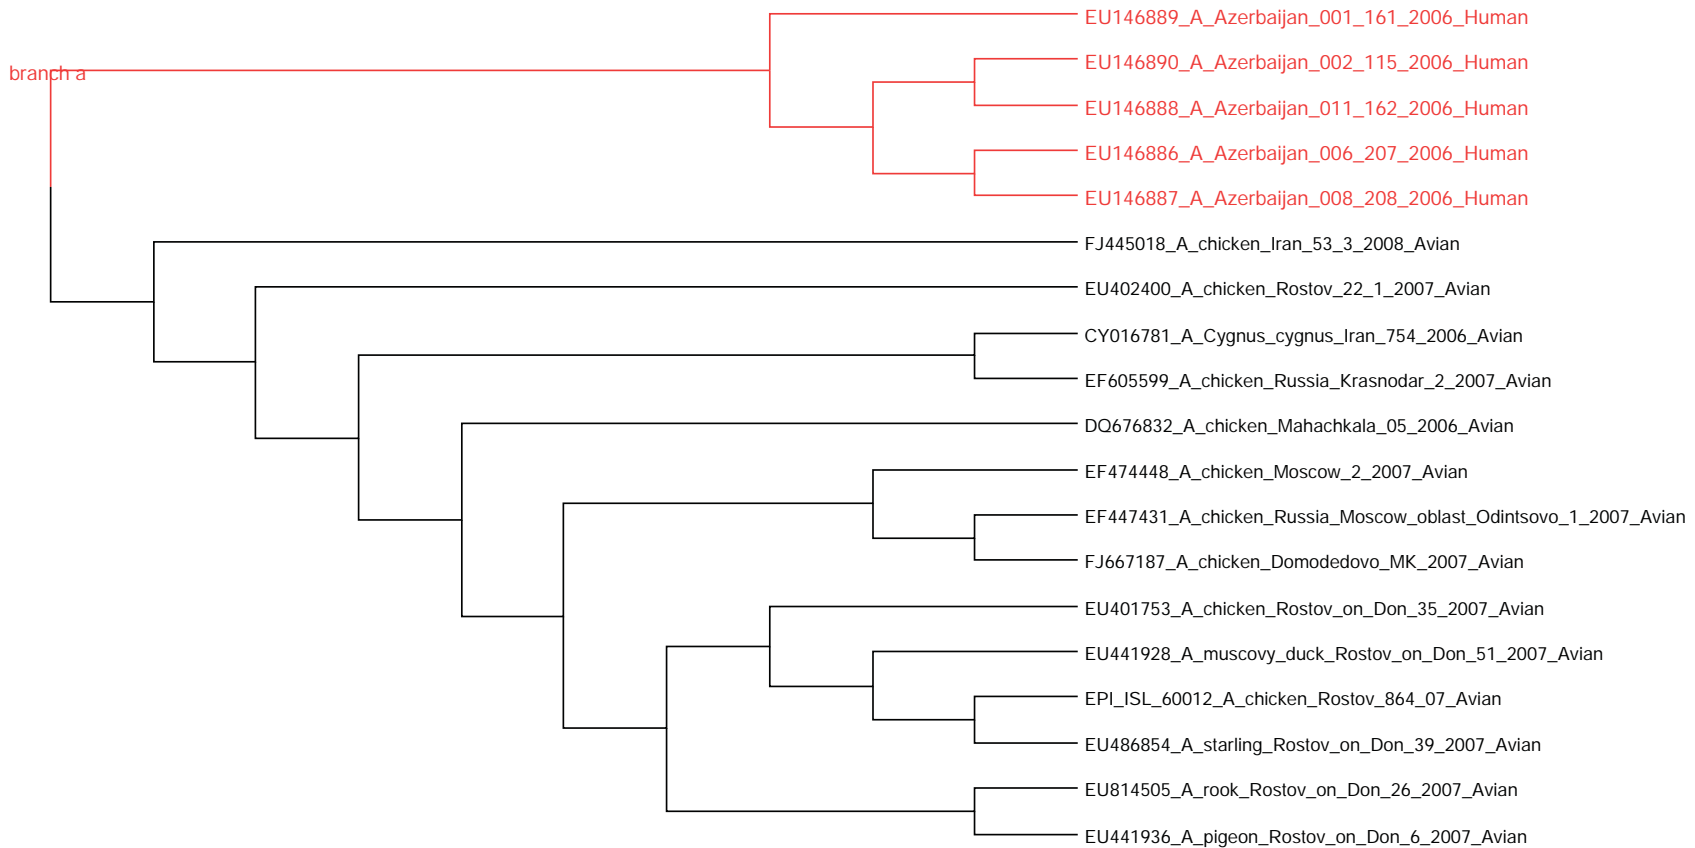 EU146889_A_Azerbaijan_001_161_2006_Human
EU146890_A_Azerbaijan_002_115_2006_Human
branch a
EU146888_A_Azerbaijan_011_162_2006_Human
EU146886_A_Azerbaijan_006_207_2006_Human
EU146887_A_Azerbaijan_008_208_2006_Human
FJ445018_A_chicken_Iran_53_3_2008_Avian
EU402400_A_chicken_Rostov_22_1_2007_Avian
CY016781_A_Cygnus_cygnus_Iran_754_2006_Avian
EF605599_A_chicken_Russia_Krasnodar_2_2007_Avian
DQ676832_A_chicken_Mahachkala_05_2006_Avian
EF474448_A_chicken_Moscow_2_2007_Avian
EF447431_A_chicken_Russia_Moscow_oblast_Odintsovo_1_2007_Avian
FJ667187_A_chicken_Domodedovo_MK_2007_Avian
EU401753_A_chicken_Rostov_on_Don_35_2007_Avian
EU441928_A_muscovy_duck_Rostov_on_Don_51_2007_Avian
EPI_ISL_60012_A_chicken_Rostov_864_07_Avian
EU486854_A_starling_Rostov_on_Don_39_2007_Avian
EU814505_A_rook_Rostov_on_Don_26_2007_Avian
EU441936_A_pigeon_Rostov_on_Don_6_2007_Avian